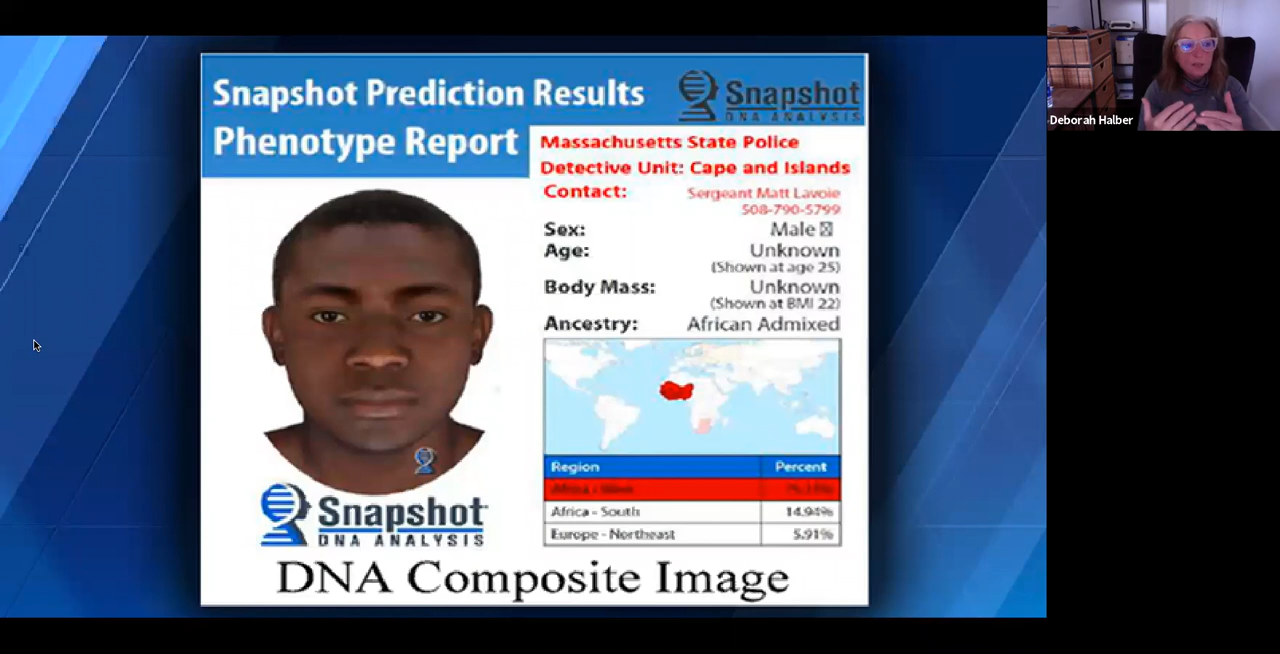 Snapshot Prediction Results
Phenotype Report
Snapshot
DNA ANALYSIS
Massachusetts State Police
Detective Unit: Cape and Islands
Contact: Sergeant Matt Lavoie
508-790-5799
Sex: Male
Age: Unknown
(Shown at age 25)
Body Mass: Unknown
(Shown at BMI 22)
Ancestry: African Admixed
Region Percent
Africa - South 14.94%
Europe - Northeast 5.91%
Snapshot
DNA ANALYSIS
DNA Composite Image
Deborah Halber